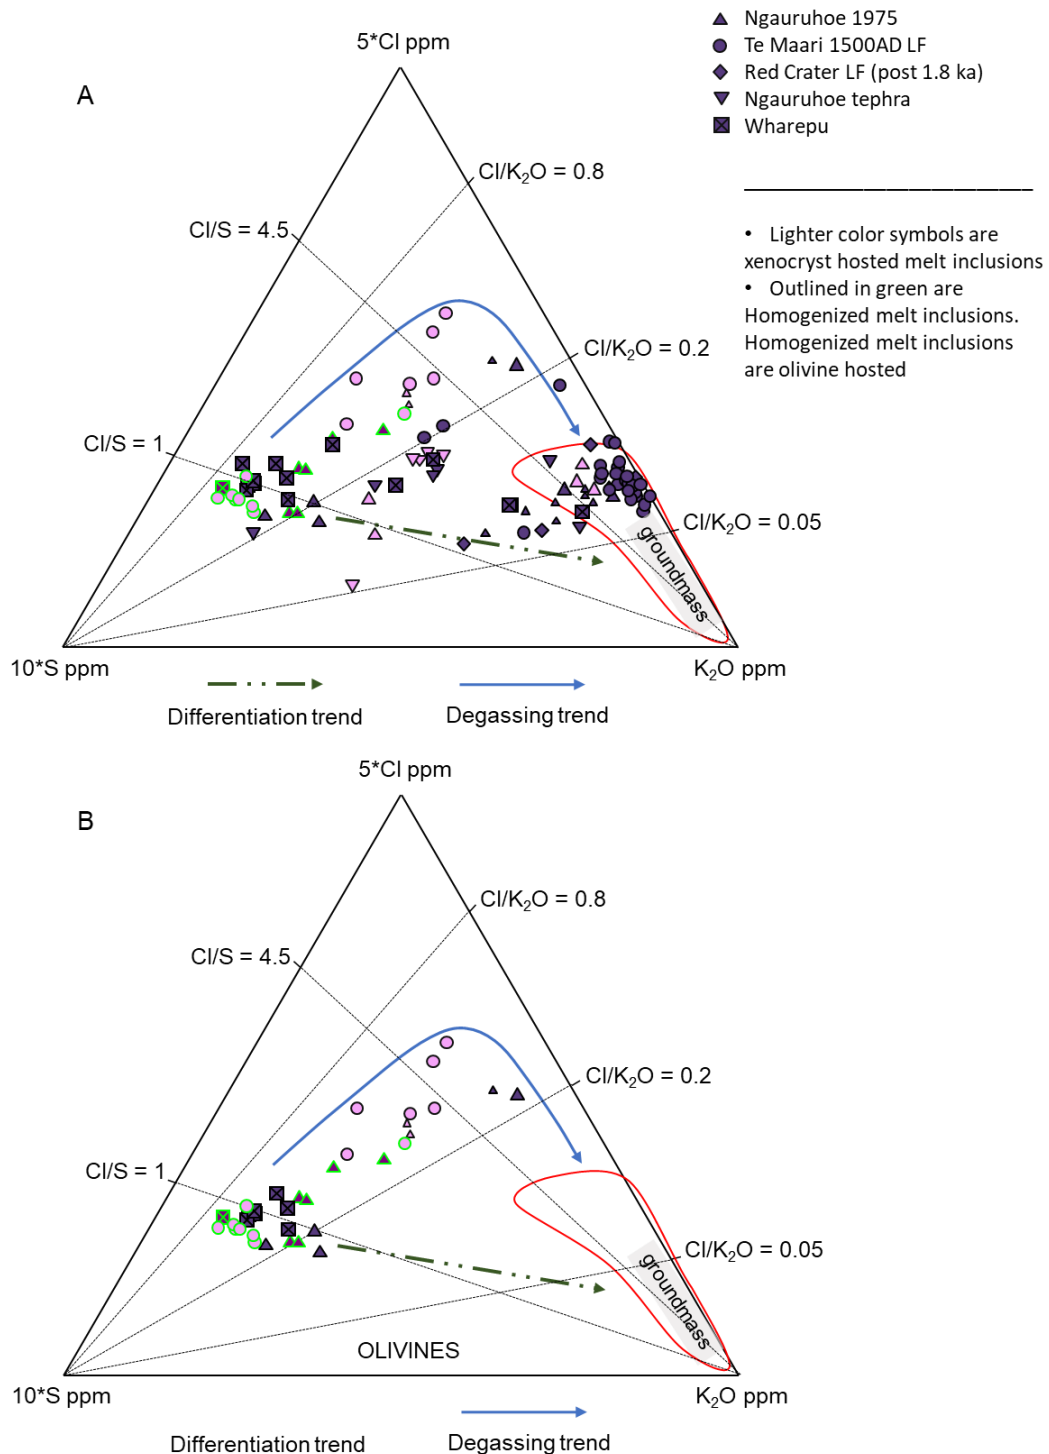 5*Cl ppm
A
Ngauruhoe 1975
Te Maari 1500AD LF
Red Crater LF (post 1.8 ka)
Ngauruhoe tephra
Wharepu
• Lighter color symbols are
xenocryst hosted melt inclusions
• Outlined in green are
Homogenized melt inclusions.
Homogenized melt inclusions
are olivine hosted
Cl/K₂O = 0.8
Cl/S = 4.5
Cl/K₂O = 0.2
Cl/S = 1
Cl/K₂O = 0.05
groundmass
10*S ppm
K₂O ppm
Differentiation trend
Degassing trend
5*Cl ppm
B
Cl/K₂O = 0.8
Cl/S = 4.5
Cl/K₂O = 0.2
Cl/S = 1
Cl/K₂O = 0.05
groundmass
OLIVINES
10*S ppm
K₂O ppm
Differentiation trend
Degassing trend